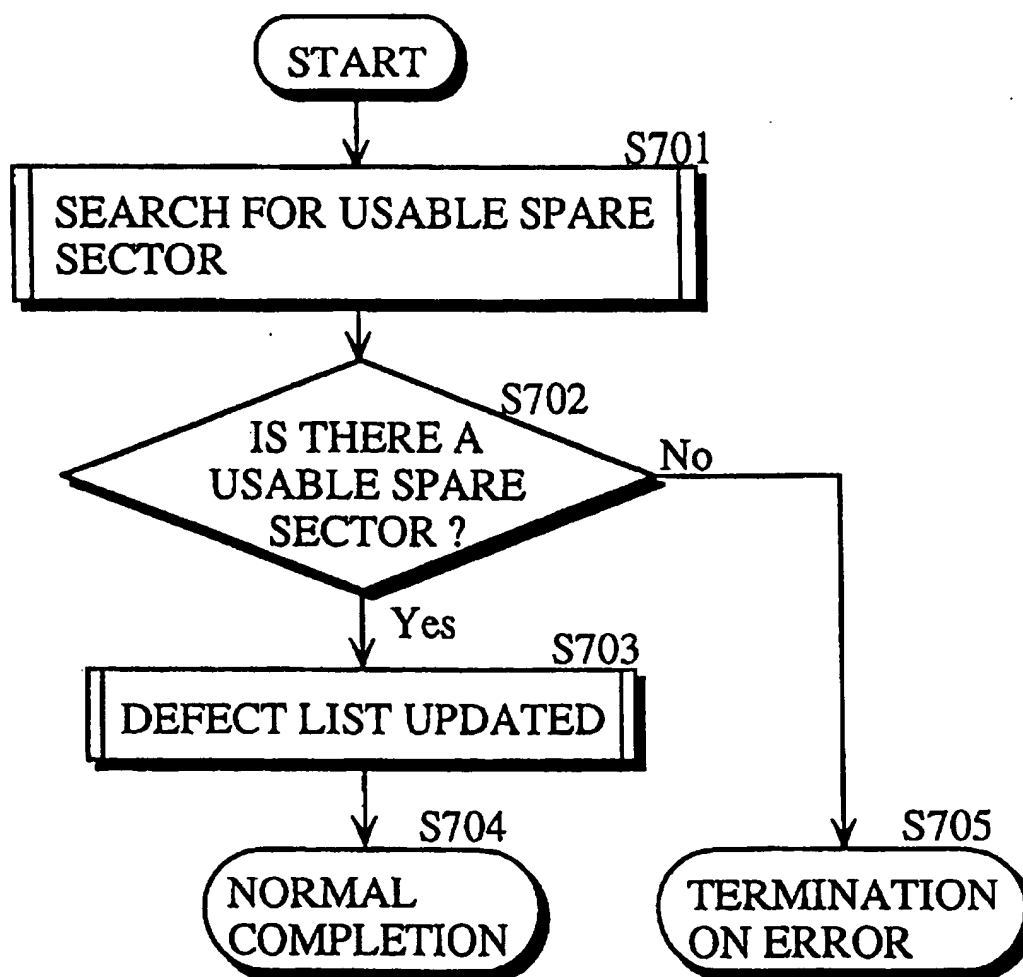 START
S701
SEARCH FOR USABLE SPARE
SECTOR
S702
IS THERE A
USABLE SPARE
SECTOR ?
No
Yes
S703
DEFECT LIST UPDATED
S704
NORMAL
COMPLETION
S705
TERMINATION
ON ERROR